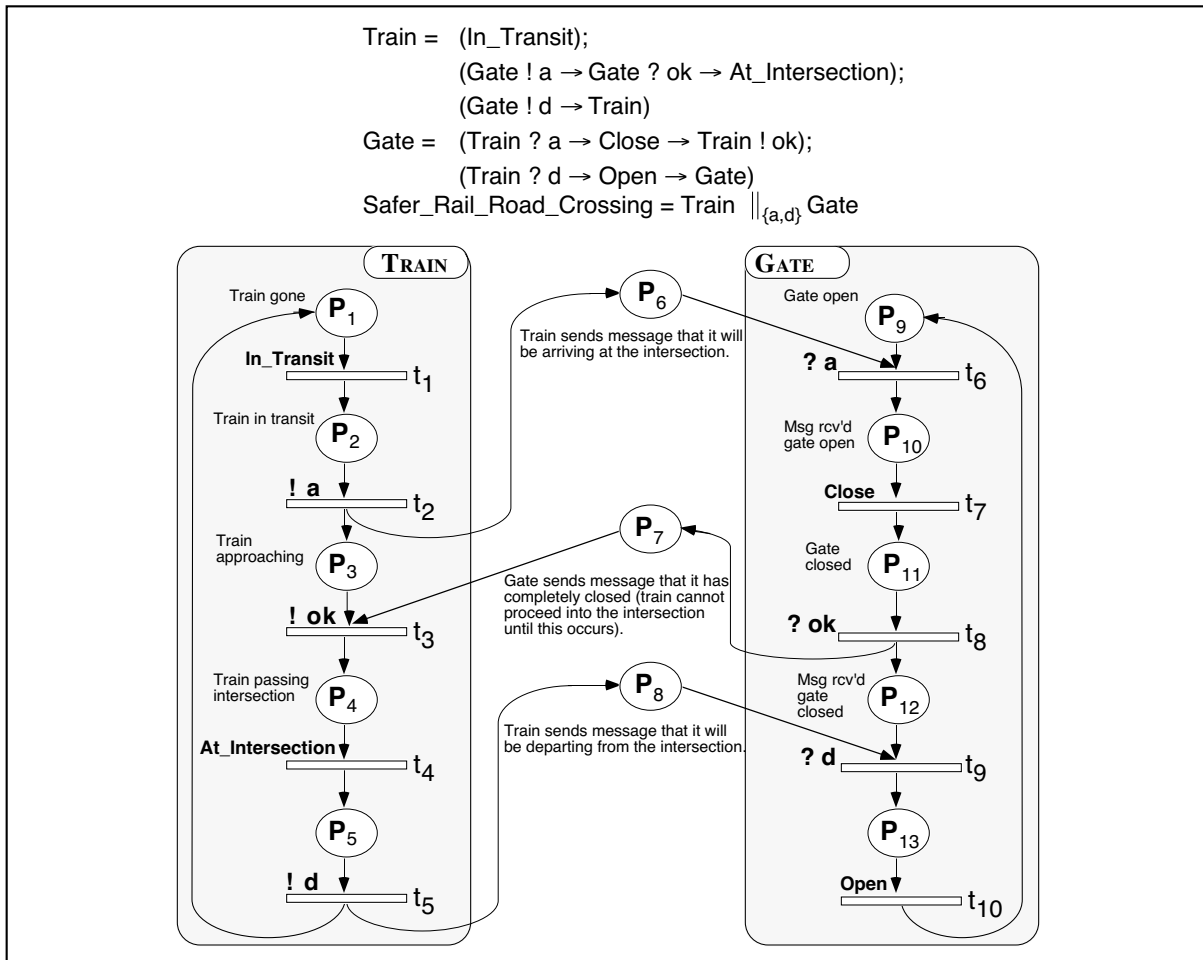 Train = (In_Transit);
(Gate ! a → Gate ? ok → At_Intersection);
(Gate ! d → Train)
Gate = (Train ? a → Close → Train ! ok);
(Train ? d → Open → Gate)
Safer_Rail_Road_Crossing = Train ||{a,d} Gate
TRAIN
Train gone
P1
In_Transit
t1
Train in transit
P2
! a
t2
Train
approaching
P3
! ok
t3
Train passing
intersection
P4
At_Intersection
t4
P5
! d
t5
P6
Train sends message that it will
be arriving at the intersection.
P7
Gate sends message that it has
completely closed (train cannot
proceed into the intersection
until this occurs).
P8
Train sends message that it will
be departing from the intersection.
GATE
Gate open
P9
? a
t6
Msg rcv'd
gate open
P10
Close
t7
Gate
closed
P11
? ok
t8
Msg rcv'd
gate
closed
P12
? d
t9
P13
Open
t10